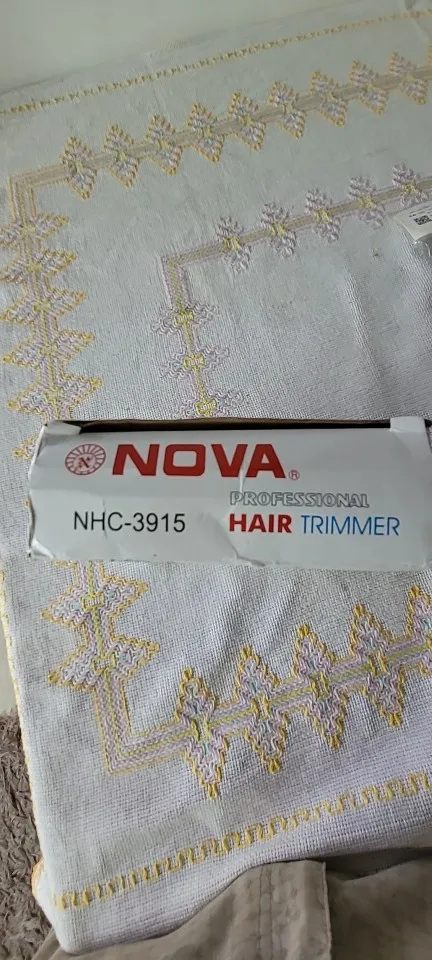 NOVA®
PROFESSIONAL
NHC-3915
HAIR TRIMMER